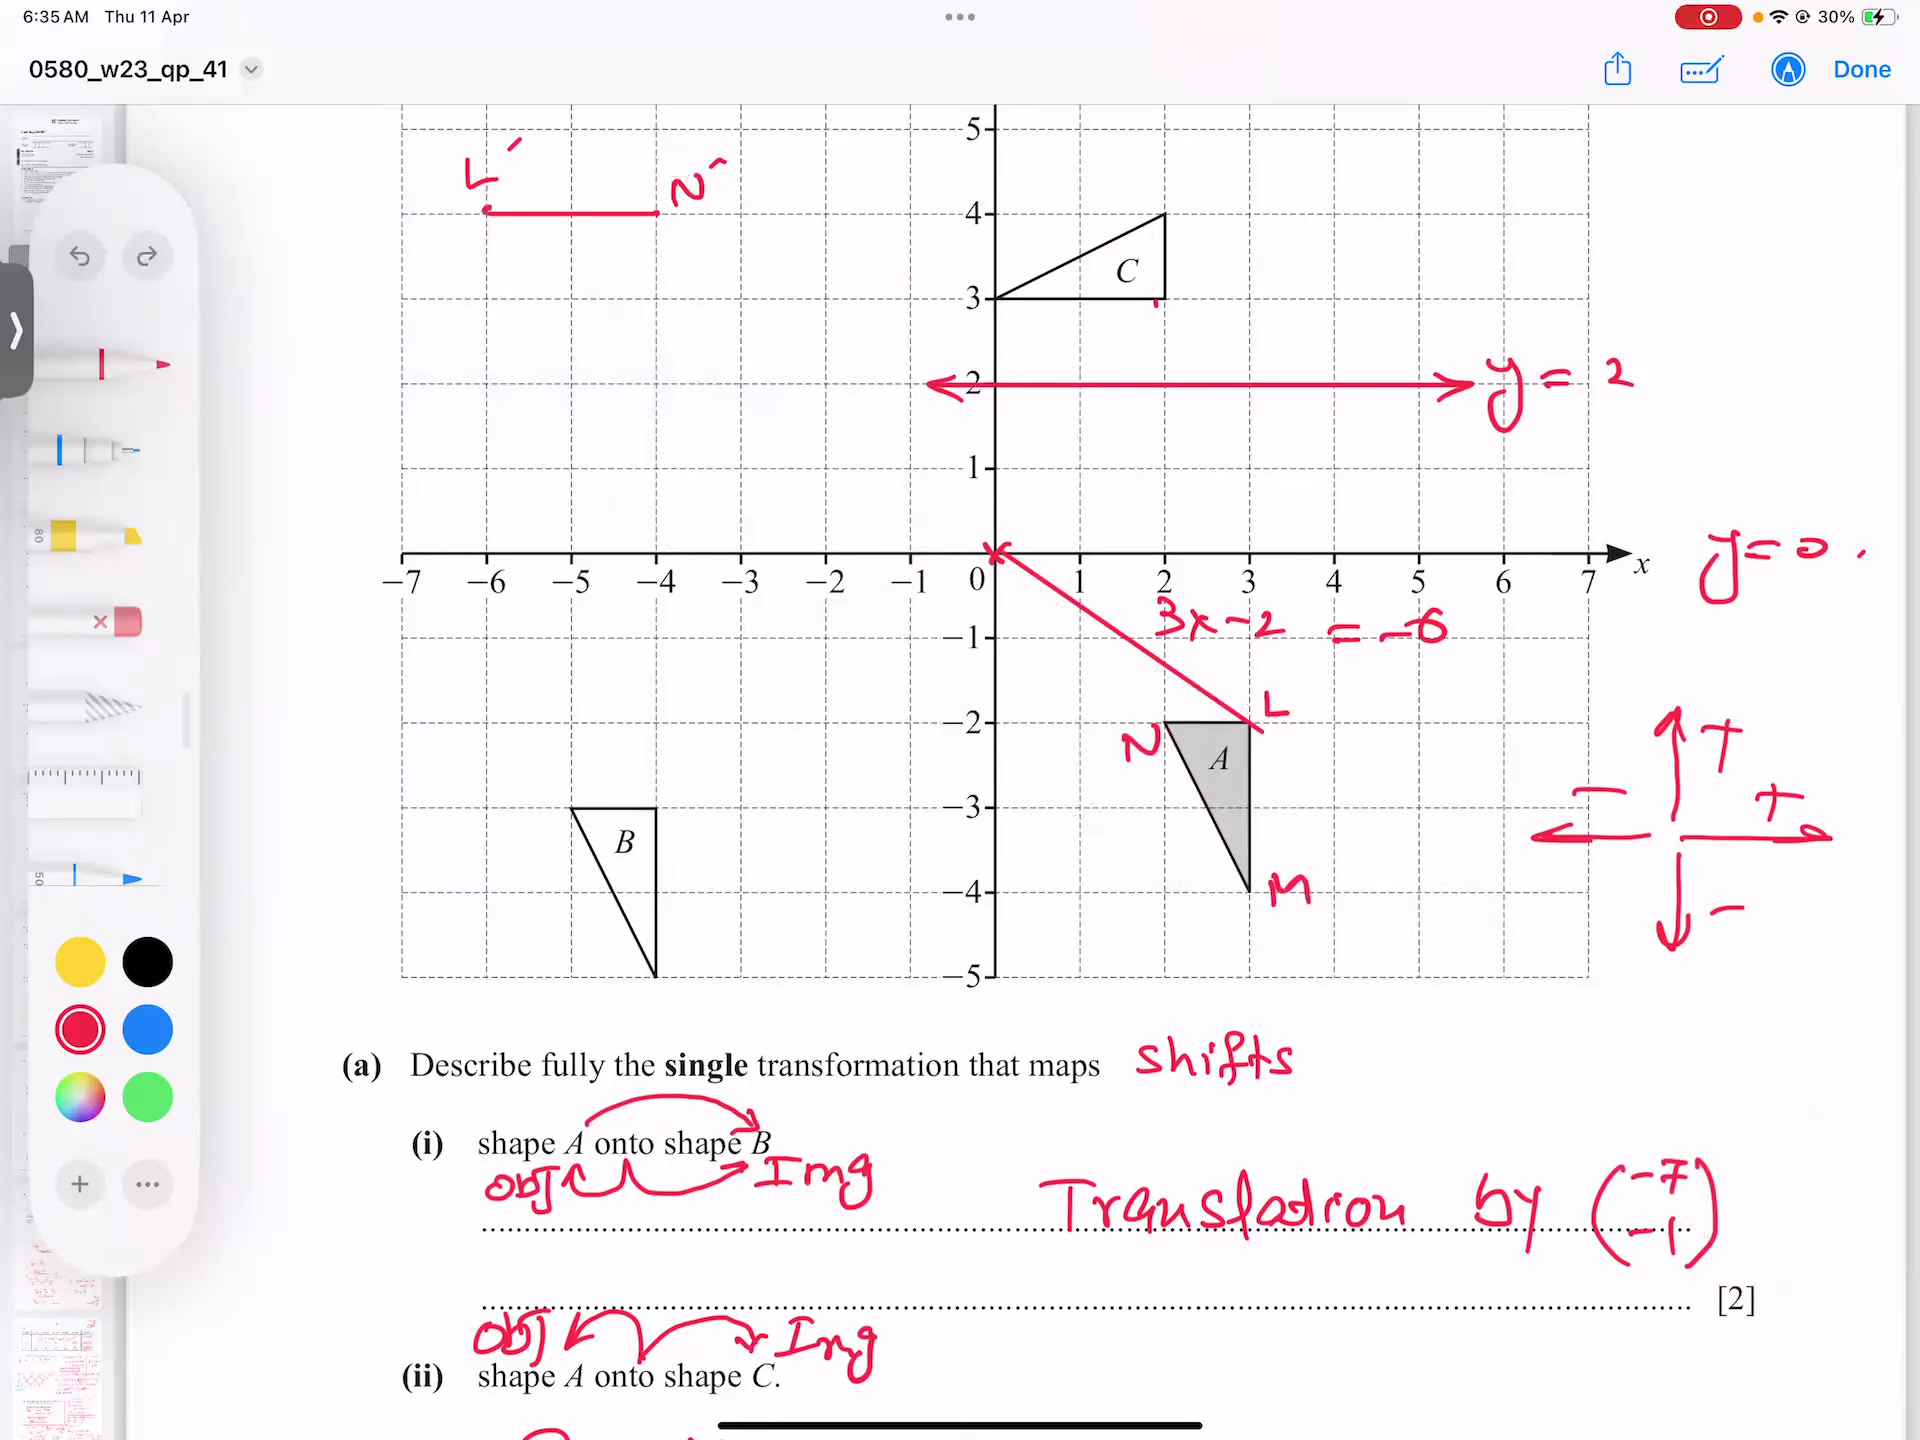 6:35 AM Thu 11 Apr
30%
0580_w23_qp_41
Done
5
L′ N′
4
C
3
2
y = 2
1
y = 0 .
−7 −6 −5 −4 −3 −2 −1 0 1 2 3 4 5 6 7 x
3x-2 = -6
−1
L
−2
N A
+
− +
−3
B
−4
M
−
−5
(a) Describe fully the single transformation that maps shifts
(i) shape A onto shape B
obj Img
Translation by (-7 -1)
[2]
obj Img
(ii) shape A onto shape C.
80
50